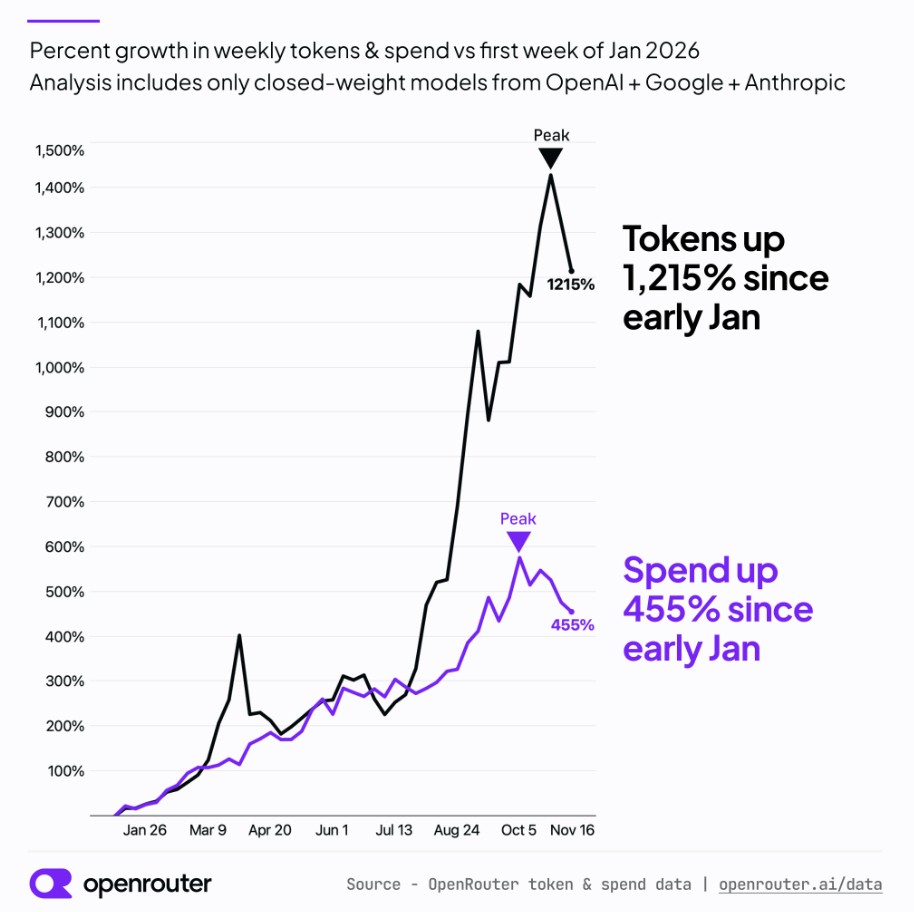 Percent growth in weekly tokens & spend vs first week of Jan 2026
Analysis includes only closed-weight models from OpenAI + Google + Anthropic
Peak
1,500%
1,400%
1,300%
1,200%
1,100%
1,000%
900%
800%
700%
600%
500%
400%
300%
200%
100%
1215%
Tokens up
1,215% since
early Jan
Peak
455%
Spend up
455% since
early Jan
Jan 26 Mar 9 Apr 20 Jun 1 Jul 13 Aug 24 Oct 5 Nov 16
openrouter
Source - OpenRouter token & spend data | openrouter.ai/data